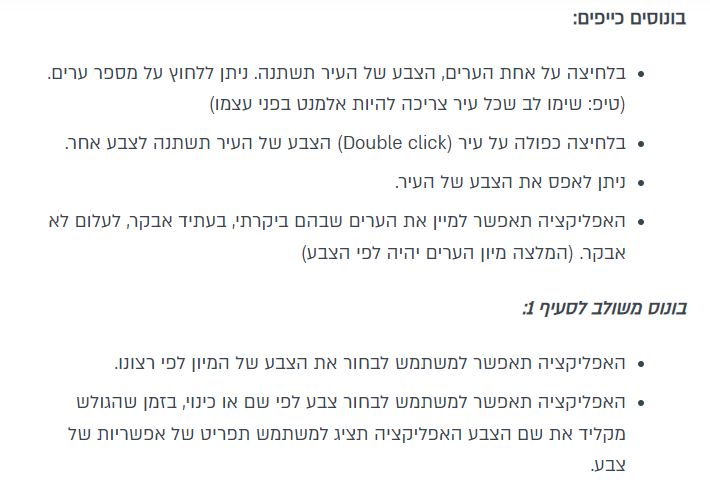 בונוסים כייפים:
• בלחיצה על אחת הערים, הצבע של העיר תשתנה. ניתן ללחוץ על מספר ערים.
(טיפ: שימו לב שכל עיר צריכה להיות אלמנט בפני עצמו)
• בלחיצה כפולה על עיר (Double click) הצבע של העיר תשתנה לצבע אחר.
• ניתן לאפס את הצבע של העיר.
• האפליקציה תאפשר למיין את הערים שבהם ביקרתי, בעתיד אבקר, לעלום לא
אבקר. (המלצה מיון הערים יהיה לפי הצבע)
בונוס משולב לסעיף 1:
• האפליקציה תאפשר למשתמש לבחור את הצבע של המיון לפי רצונו.
• האפליקציה תאפשר למשתמש לבחור צבע לפי שם או כינוי, בזמן שהגולש
מקליד את שם הצבע האפליקציה תציג למשתמש תפריט של אפשריות של
צבע.